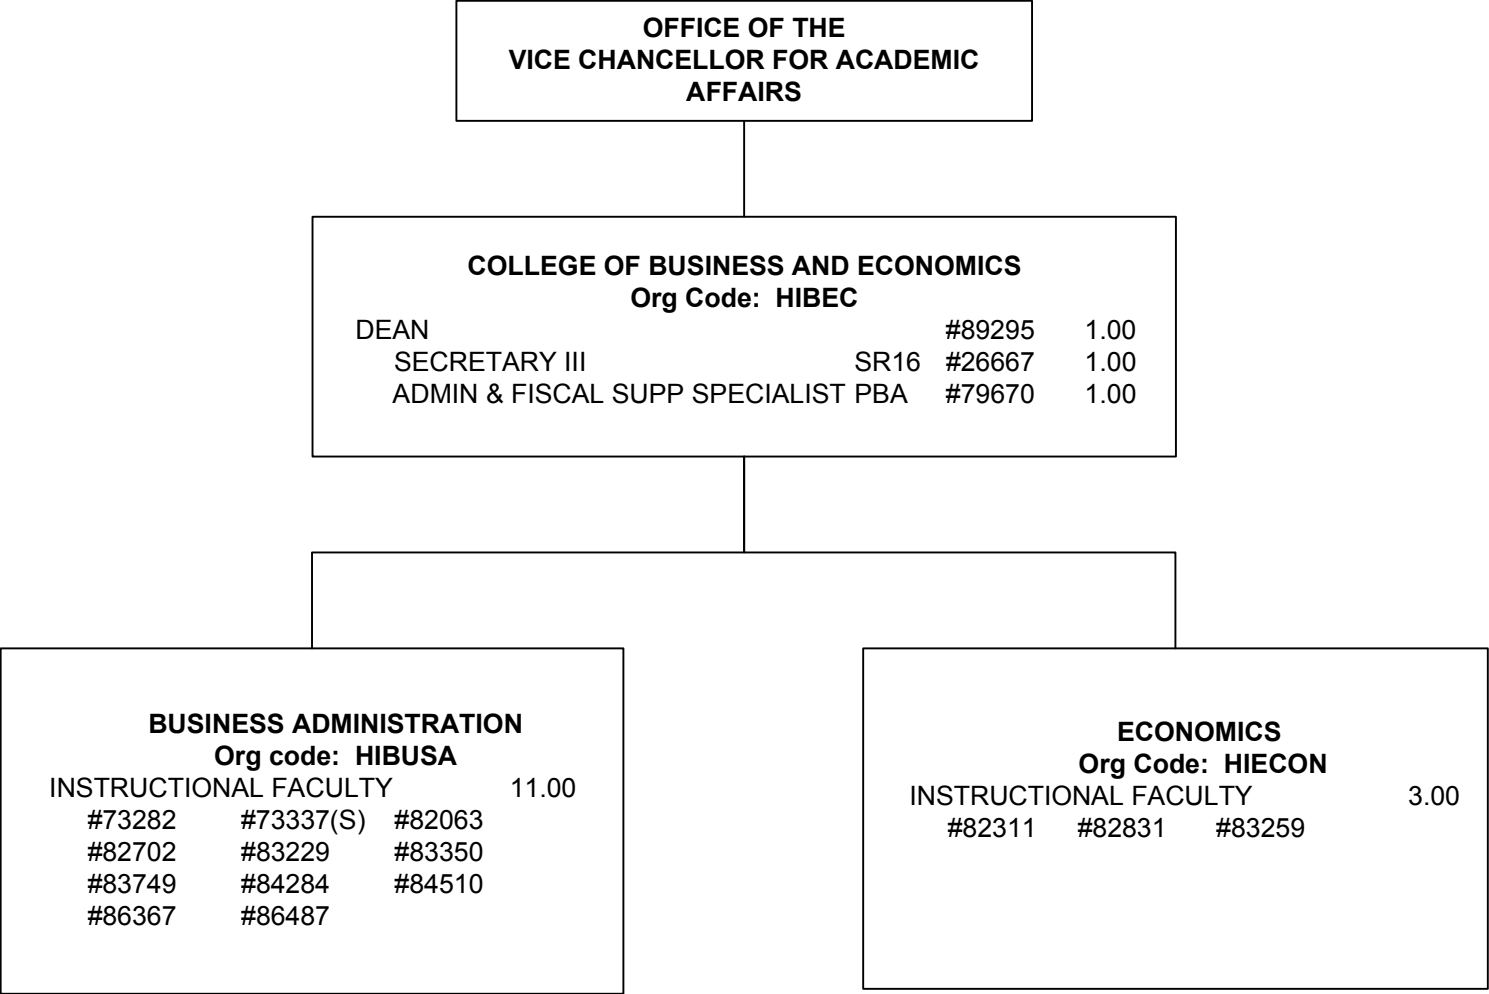 OFFICE OF THE
VICE CHANCELLOR FOR ACADEMIC
AFFAIRS
COLLEGE OF BUSINESS AND ECONOMICS
Org Code: HIBEC
DEAN #89295 1.00
SECRETARY III SR16 #26667 1.00
ADMIN & FISCAL SUPP SPECIALIST PBA #79670 1.00
BUSINESS ADMINISTRATION
Org code: HIBUSA
INSTRUCTIONAL FACULTY 11.00
#73282 #73337(S) #82063
#82702 #83229 #83350
#83749 #84284 #84510
#86367 #86487
ECONOMICS
Org Code: HIECON
INSTRUCTIONAL FACULTY 3.00
#82311 #82831 #83259